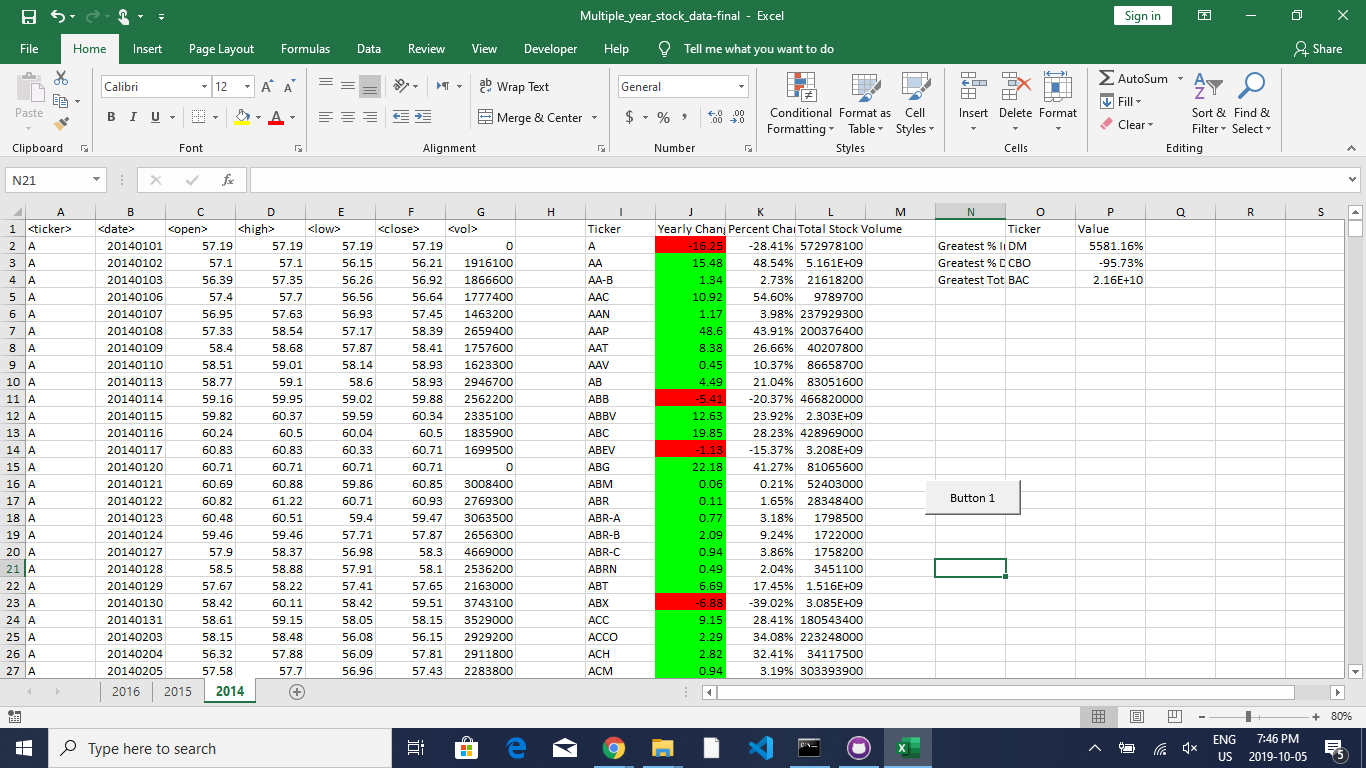 Multiple_year_stock_data-final - Excel
Sign in
File Home Insert Page Layout Formulas Data Review View Developer Help Tell me what you want to do Share
Paste Calibri 12 Wrap Text General Conditional Formatting Format as Table Cell Styles Insert Delete Format AutoSum Sort & Filter Find & Select
B I U Merge & Center $ % Fill
Clear
Clipboard Font Alignment Number Styles Cells Editing
N21 fx
A B C D E F G H I J K L M N O P Q R S
1 <ticker> <date> <open> <high> <low> <close> <vol> Ticker Yearly Chang Percent Char Total Stock Volume Ticker Value
2 A 20140101 57.19 57.19 57.19 57.19 0 A -16.25 -28.41% 572978100 Greatest % I DM 5581.16%
3 A 20140102 57.1 57.1 56.15 56.21 1916100 AA 15.48 48.54% 5.161E+09 Greatest % D CBO -95.73%
4 A 20140103 56.39 57.35 56.26 56.92 1866600 AA-B 1.34 2.73% 21618200 Greatest Tot BAC 2.16E+10
5 A 20140106 57.4 57.7 56.56 56.64 1777400 AAC 10.92 54.60% 9789700
6 A 20140107 56.95 57.63 56.93 57.45 1463200 AAN 1.17 3.98% 237929300
7 A 20140108 57.33 58.54 57.17 58.39 2659400 AAP 48.6 43.91% 200376400
8 A 20140109 58.4 58.68 57.87 58.41 1757600 AAT 8.38 26.66% 40207800
9 A 20140110 58.51 59.01 58.14 58.93 1623300 AAV 0.45 10.37% 86658700
10 A 20140113 58.77 59.1 58.6 58.93 2946700 AB 4.49 21.04% 83051600
11 A 20140114 59.16 59.95 59.02 59.88 2562200 ABB -5.41 -20.37% 466820000
12 A 20140115 59.82 60.37 59.59 60.34 2335100 ABBV 12.63 23.92% 2.303E+09
13 A 20140116 60.24 60.5 60.04 60.5 1835900 ABC 19.85 28.23% 428969000
14 A 20140117 60.83 60.83 60.33 60.71 1699500 ABEV -1.13 -15.37% 3.208E+09
15 A 20140120 60.71 60.71 60.71 60.71 0 ABG 22.18 41.27% 81065600
16 A 20140121 60.69 60.88 59.86 60.85 3008400 ABM 0.06 0.21% 52403000
17 A 20140122 60.82 61.22 60.71 60.93 2769300 ABR 0.11 1.65% 28348400 Button 1
18 A 20140123 60.48 60.51 59.4 59.47 3063500 ABR-A 0.77 3.18% 1798500
19 A 20140124 59.46 59.46 57.71 57.87 2656300 ABR-B 2.09 9.24% 1722000
20 A 20140127 57.9 58.37 56.98 58.3 4669000 ABR-C 0.94 3.86% 1758200
21 A 20140128 58.5 58.88 57.91 58.1 2536200 ABRN 0.49 2.04% 3451100
22 A 20140129 57.67 58.22 57.41 57.65 2163000 ABT 6.69 17.45% 1.516E+09
23 A 20140130 58.42 60.11 58.42 59.51 3743100 ABX -6.88 -39.02% 3.085E+09
24 A 20140131 58.61 59.15 58.05 58.15 3529000 ACC 9.15 28.41% 180543400
25 A 20140203 58.15 58.48 56.08 56.15 2929200 ACCO 2.29 34.08% 223248000
26 A 20140204 56.32 57.88 56.09 57.81 2911800 ACH 2.82 32.41% 34117500
27 A 20140205 57.58 57.7 56.96 57.43 2283800 ACM 0.94 3.19% 303393900
2016 2015 2014
80%
Type here to search
ENG 7:46 PM
US 2019-10-05 5